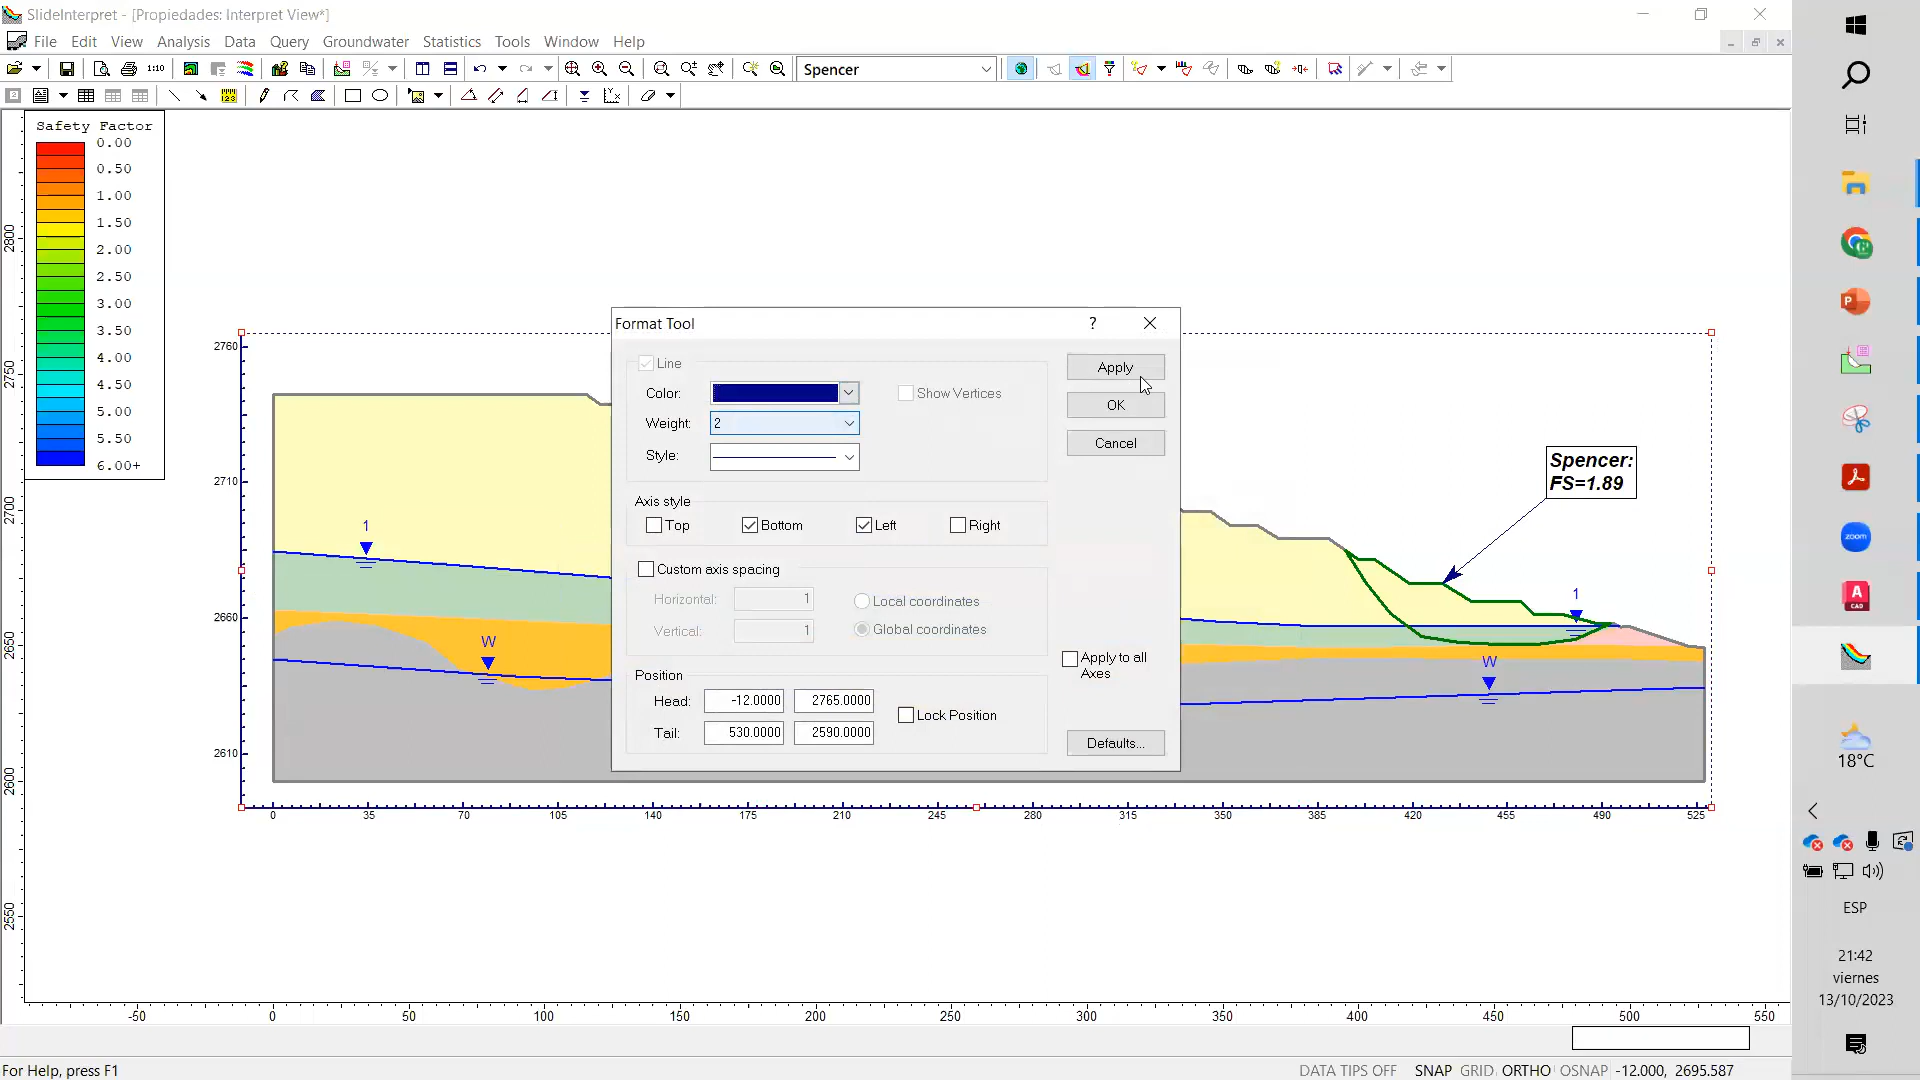 SlideInterpret - [Propiedades: Interpret View*]
File Edit View Analysis Data Query Groundwater Statistics Tools Window Help
1:10
Spencer
Safety Factor
0.00
0.50
1.00
1.50
2.00
2.50
3.00
3.50
4.00
4.50
5.00
5.50
6.00+
2800
2750
2700
2650
2600
2550
2760
2710
2660
2610
1
W
Format Tool
?
Line
Color:
Show Vertices
Weight: 2
Style:
Apply
OK
Cancel
Axis style
Top Bottom Left Right
Custom axis spacing
Horizontal: 1
Local coordinates
Vertical: 1
Global coordinates
Position
Head: -12.0000 2765.0000
Lock Position
Tail: 530.0000 2590.0000
Apply to all
Axes
Defaults...
Spencer:
FS=1.89
1
W
0 35 70 105 140 175 210 245 280 315 350 385 420 455 490 525
-50 0 50 100 150 200 250 300 350 400 450 500 550
For Help, press F1
DATA TIPS OFF SNAP GRID ORTHO OSNAP -12.000, 2695.587
zoom
A
CAD
18°C
ESP
21:42
viernes
13/10/2023